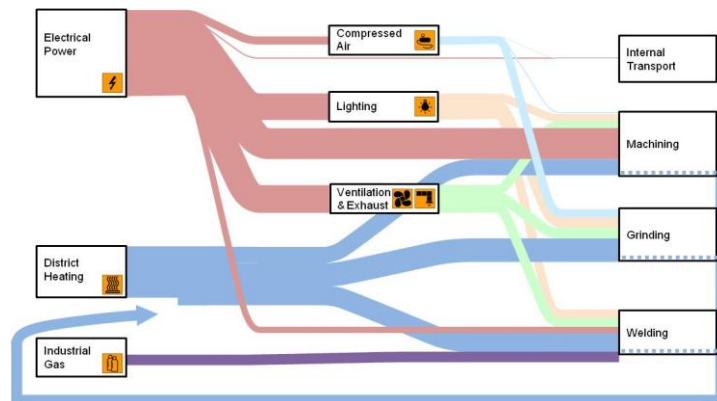 Electrical
Power
Compressed
Air
Internal
Transport
Lighting
Machining
Ventilation
& Exhaust
Grinding
District
Heating
Welding
Industrial
Gas